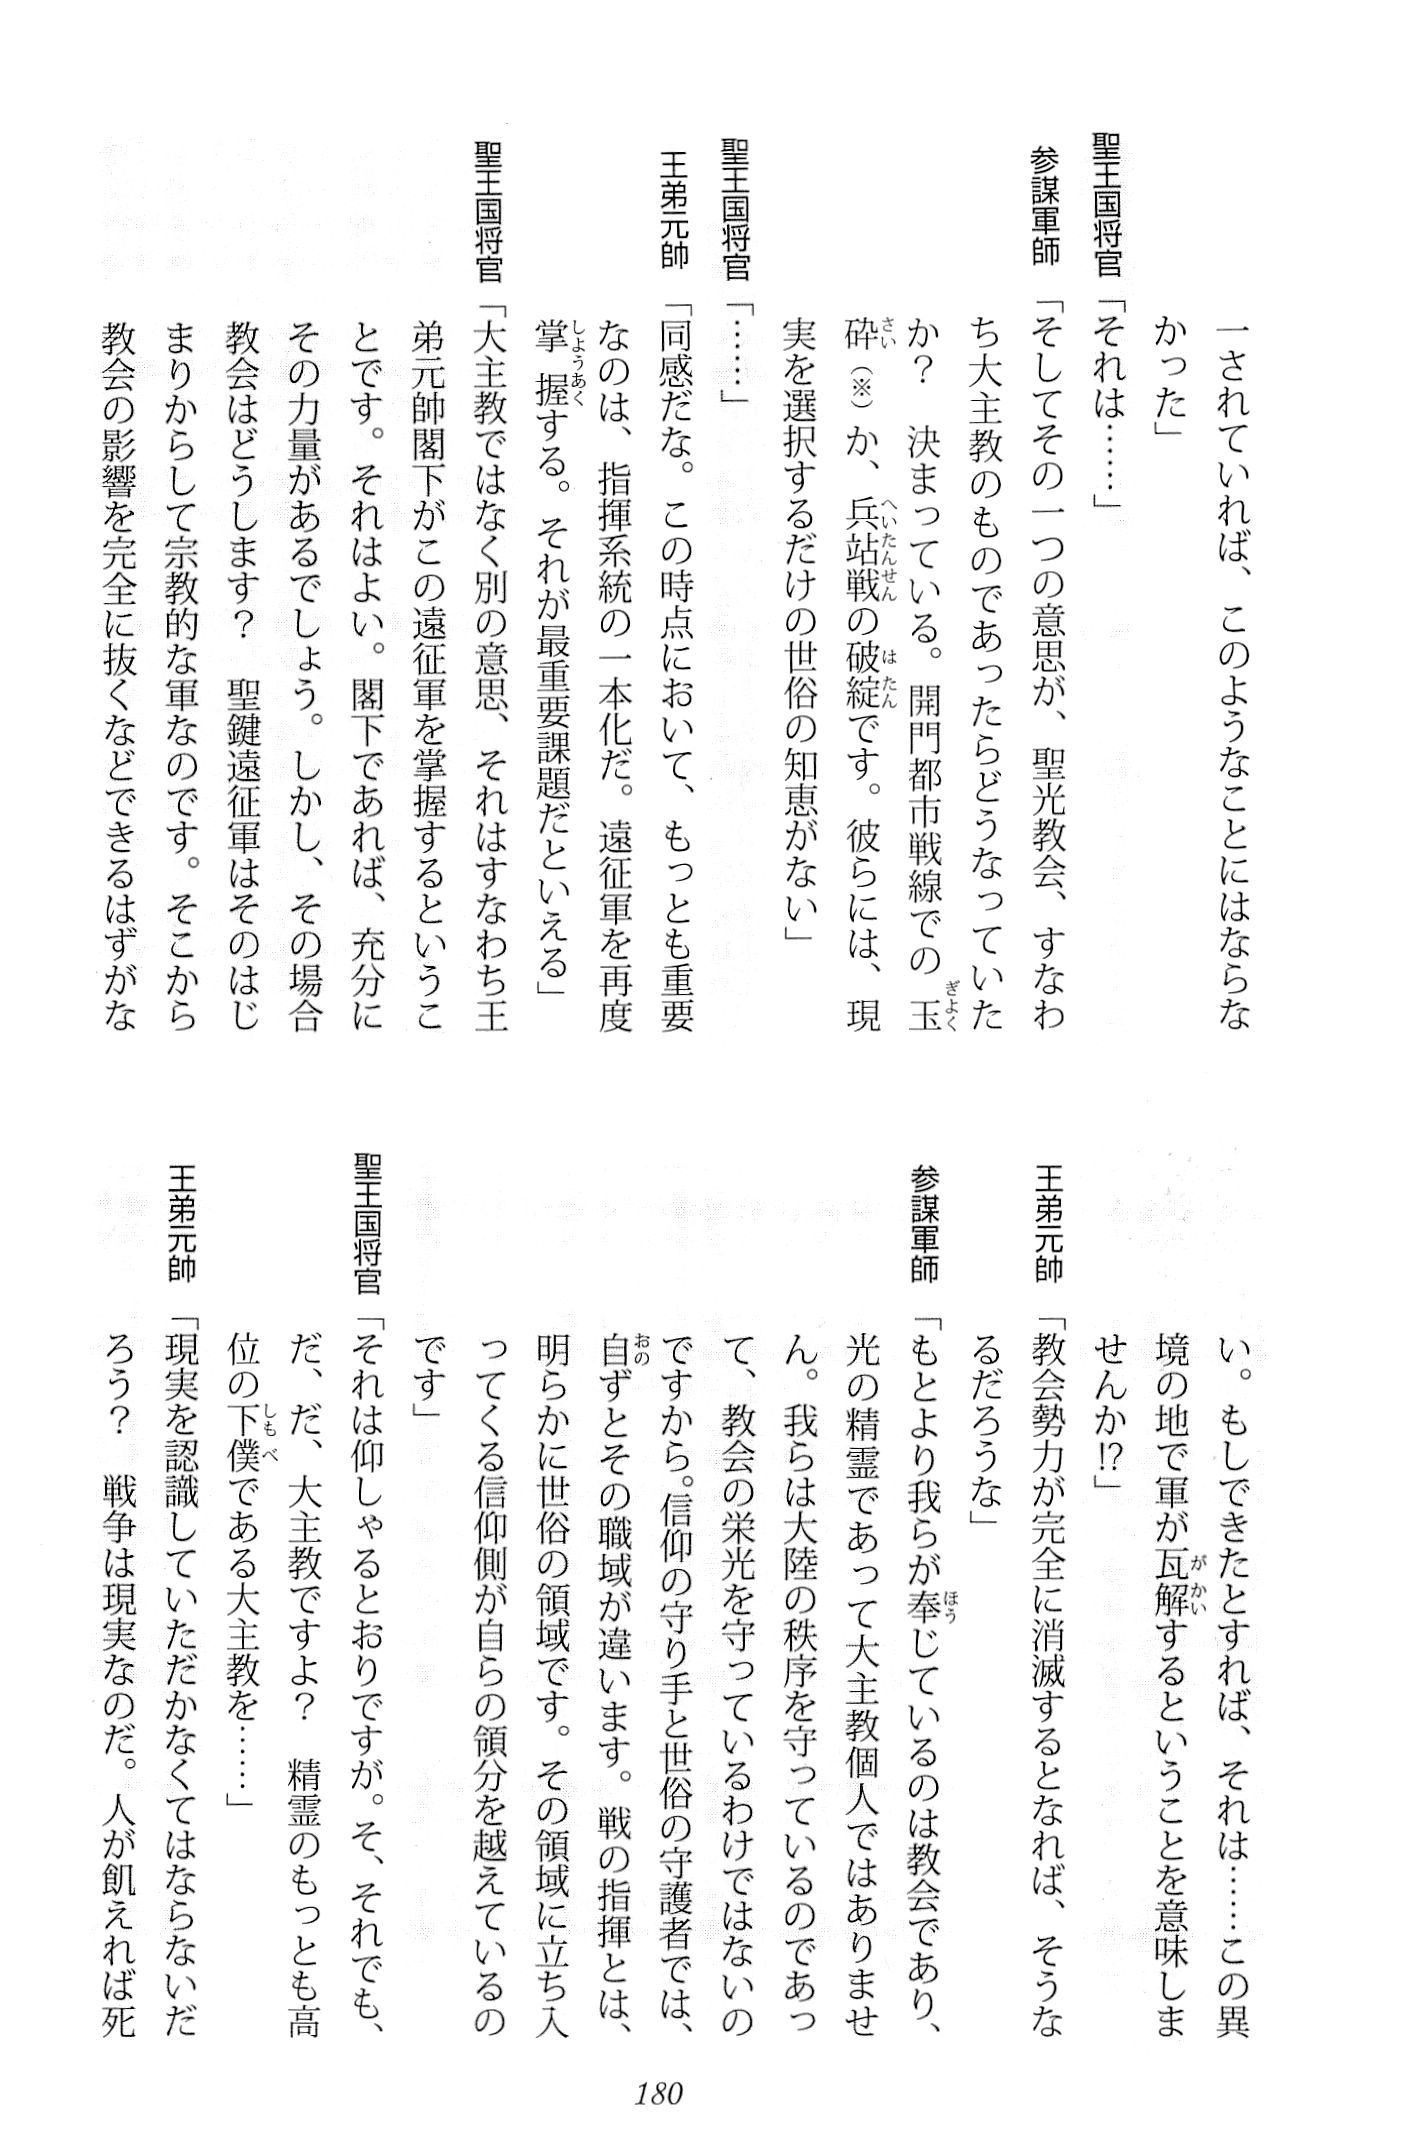 一されていれば、このようなことにはならな
かった」
聖王国将官「それは……」
参謀軍師「そしてその一つの意思が、聖光教会、すなわ
ち大主教のものであったらどうなっていた
か？　決まっている。開門都市戦線での玉
砕（※）か、兵站戦の破綻です。彼らには、現
実を選択するだけの世俗の知恵がない」
聖王国将官「……」
王弟元帥「同感だな。この時点において、もっとも重要
なのは、指揮系統の一本化だ。遠征軍を再度
掌握する。それが最重要課題だといえる」
聖王国将官「大主教ではなく別の意思、それはすなわち王
弟元帥閣下がこの遠征軍を掌握するというこ
とです。それはよい。閣下であれば、充分に
その力量があるでしょう。しかし、その場合
教会はどうします？　聖鍵遠征軍はそのはじ
まりからして宗教的な軍なのです。そこから
教会の影響を完全に抜くなどできるはずがな
い。もしできたとすれば、それは……この異
境の地で軍が瓦解するということを意味しま
せんか!?」
王弟元帥「教会勢力が完全に消滅するとなれば、そうな
るだろうな」
参謀軍師「もとより我らが奉じているのは教会であり、
光の精霊であって大主教個人ではありませ
ん。我らは大陸の秩序を守っているのであっ
て、教会の栄光を守っているわけではないの
ですから。信仰の守り手と世俗の守護者では、
自ずとその職域が違います。戦の指揮とは、
明らかに世俗の領域です。その領域に立ち入
ってくる信仰側が自らの領分を越えているの
です」
聖王国将官「それは仰しゃるとおりですが。そ、それでも、
だ、だ、大主教ですよ？　精霊のもっとも高
位の下僕である大主教を……」
王弟元帥「現実を認識していただかなくてはならないだ
ろう？　戦争は現実なのだ。人が飢えれば死
180